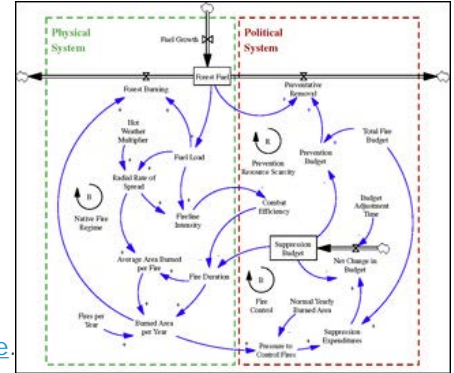 Physical
System
Political
System
Fuel Growth
Forest Fuel
Forest Burning
Preventative
Removal
Hot
Weather
Multiplier
Fuel Load
Radial Rate of
Spread
Fireline
Intensity
B
Native Fire
Regime
Average Area Burned
per Fire
Fire Duration
Fires per
Year
Burned Area
per Year
R
Prevention
Resource Scarcity
Prevention
Budget
Total Fire
Budget
Combat
Efficiency
Budget
Adjustment
Time
Suppression
Budget
Net Change in
Budget
B
Fire
Control
Normal Yearly
Burned Area
Pressure to
Control Fires
Suppression
Expenditures
e.